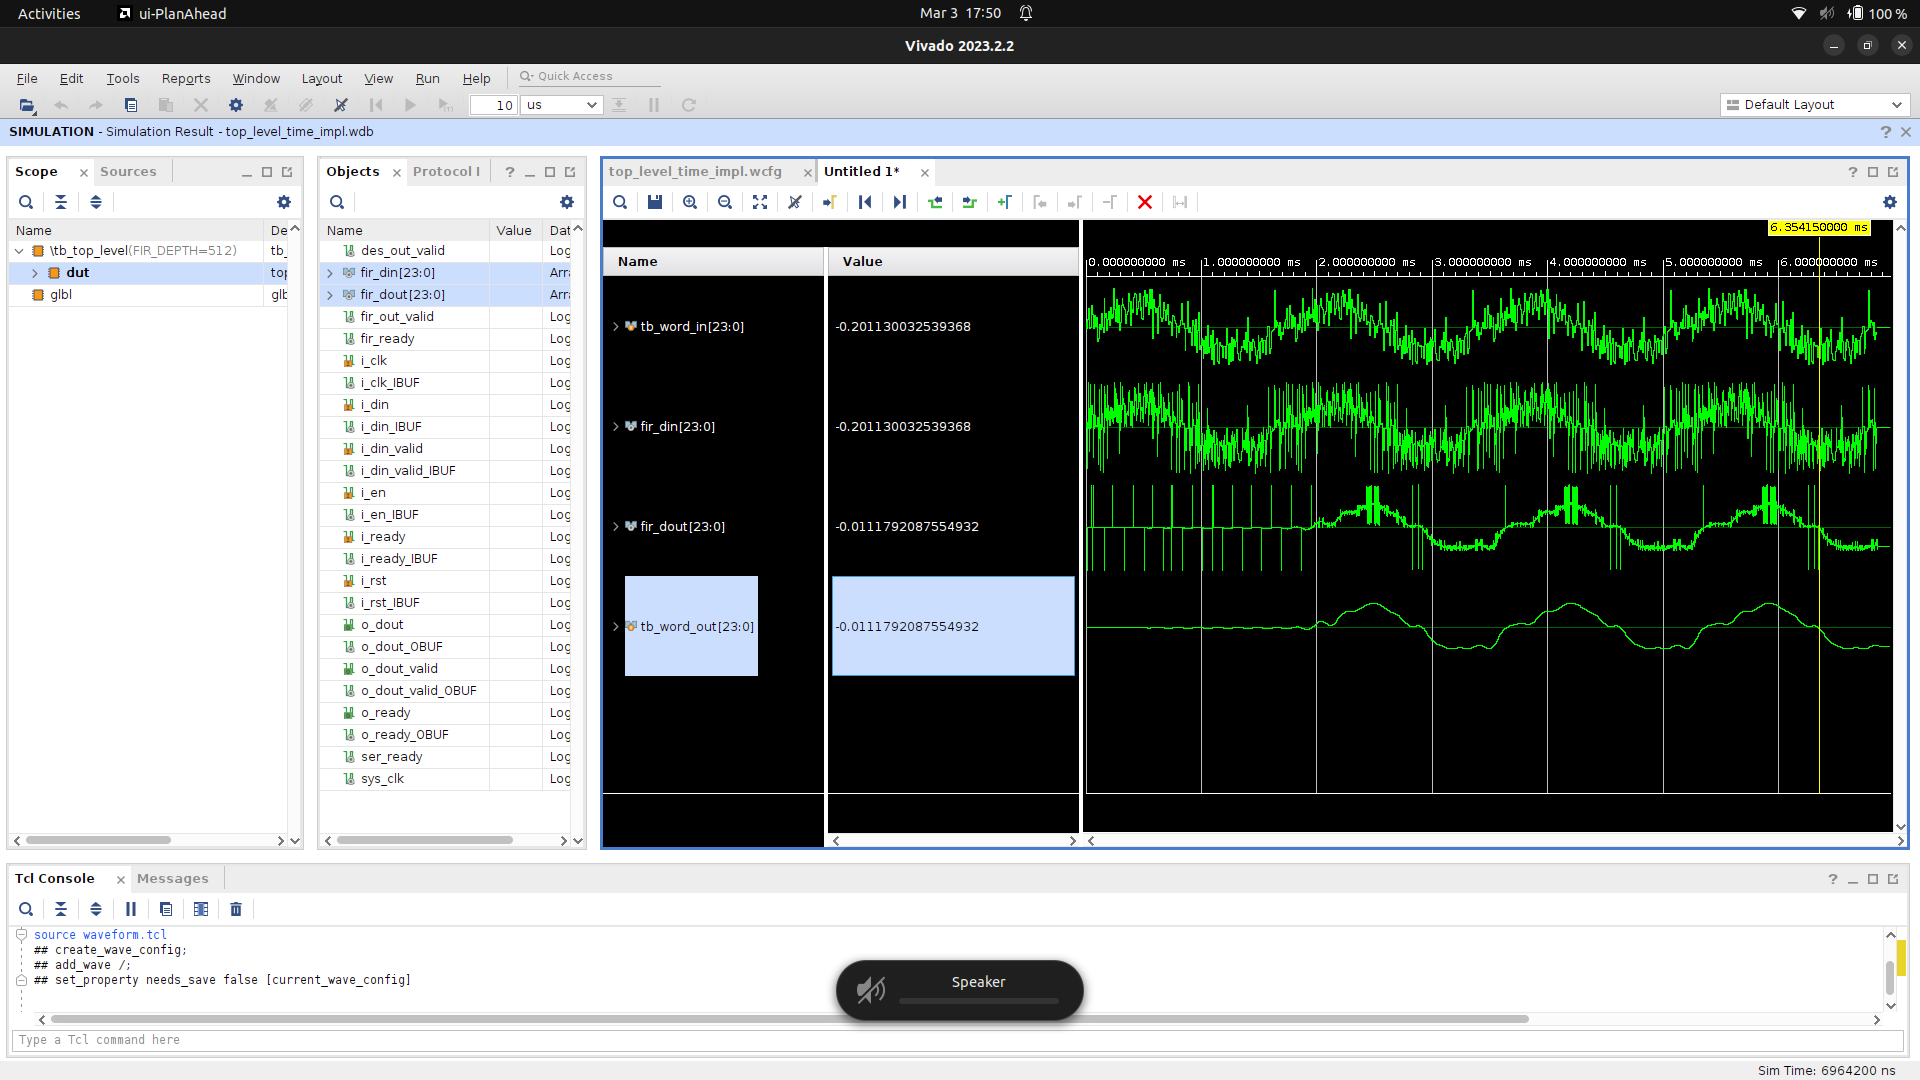 Activities
ui-PlanAhead
Mar 3 17:50
100 %
Vivado 2023.2.2
File Edit Tools Reports Window Layout View Run Help
Quick Access
10 us
Default Layout
SIMULATION - Simulation Result - top_level_time_impl.wdb
Scope Sources
Name De
\tb_top_level(FIR_DEPTH=512) tb_
dut top
glbl glb
Objects Protocol I
Name Value Dat
des_out_valid Log
fir_din[23:0] Arra
fir_dout[23:0] Arra
fir_out_valid Log
fir_ready Log
i_clk Log
i_clk_IBUF Log
i_din Log
i_din_IBUF Log
i_din_valid Log
i_din_valid_IBUF Log
i_en Log
i_en_IBUF Log
i_ready Log
i_ready_IBUF Log
i_rst Log
i_rst_IBUF Log
o_dout Log
o_dout_OBUF Log
o_dout_valid Log
o_dout_valid_OBUF Log
o_ready Log
o_ready_OBUF Log
ser_ready Log
sys_clk Log
top_level_time_impl.wcfg Untitled 1*
6.354150000 ms
Name Value
0.000000000 ms 1.000000000 ms 2.000000000 ms 3.000000000 ms 4.000000000 ms 5.000000000 ms 6.000000000 ms
tb_word_in[23:0] -0.201130032539368
fir_din[23:0] -0.201130032539368
fir_dout[23:0] -0.0111792087554932
tb_word_out[23:0] -0.0111792087554932
Tcl Console Messages
source waveform.tcl
## create_wave_config;
## add_wave /;
## set_property needs_save false [current_wave_config]
Type a Tcl command here
Speaker
Sim Time: 6964200 ns